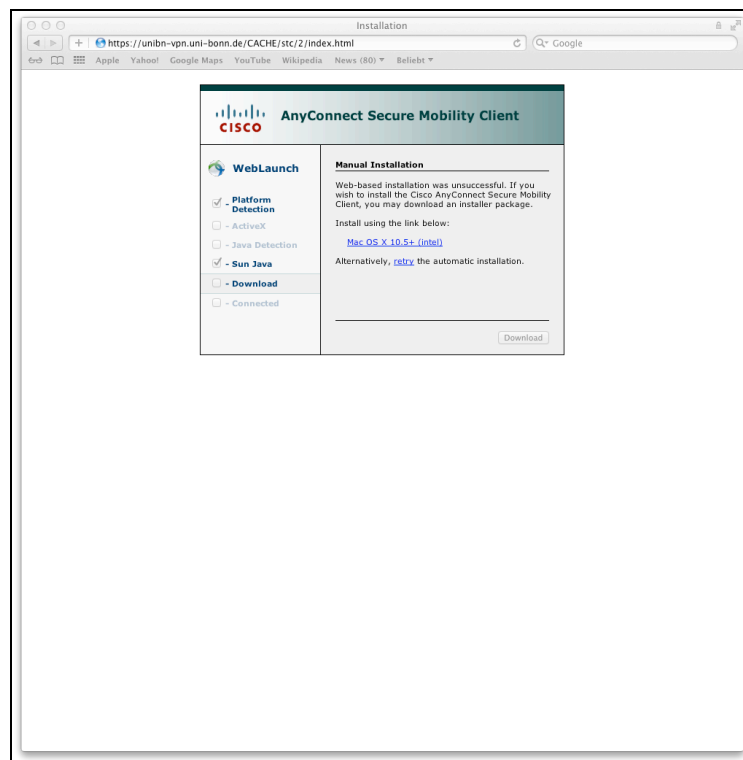 Installation
https://unibn-vpn.uni-bonn.de/CACHE/stc/2/index.html
Google
Apple Yahoo! Google Maps YouTube Wikipedia News (80) ▾ Beliebt ▾
CISCO
AnyConnect Secure Mobility Client
WebLaunch
- Platform
Detection
- ActiveX
- Java Detection
- Sun Java
- Download
- Connected
Manual Installation
Web-based installation was unsuccessful. If you
wish to install the Cisco AnyConnect Secure Mobility
Client, you may download an installer package.
Install using the link below:
Mac OS X 10.5+ (intel)
Alternatively, retry the automatic installation.
Download